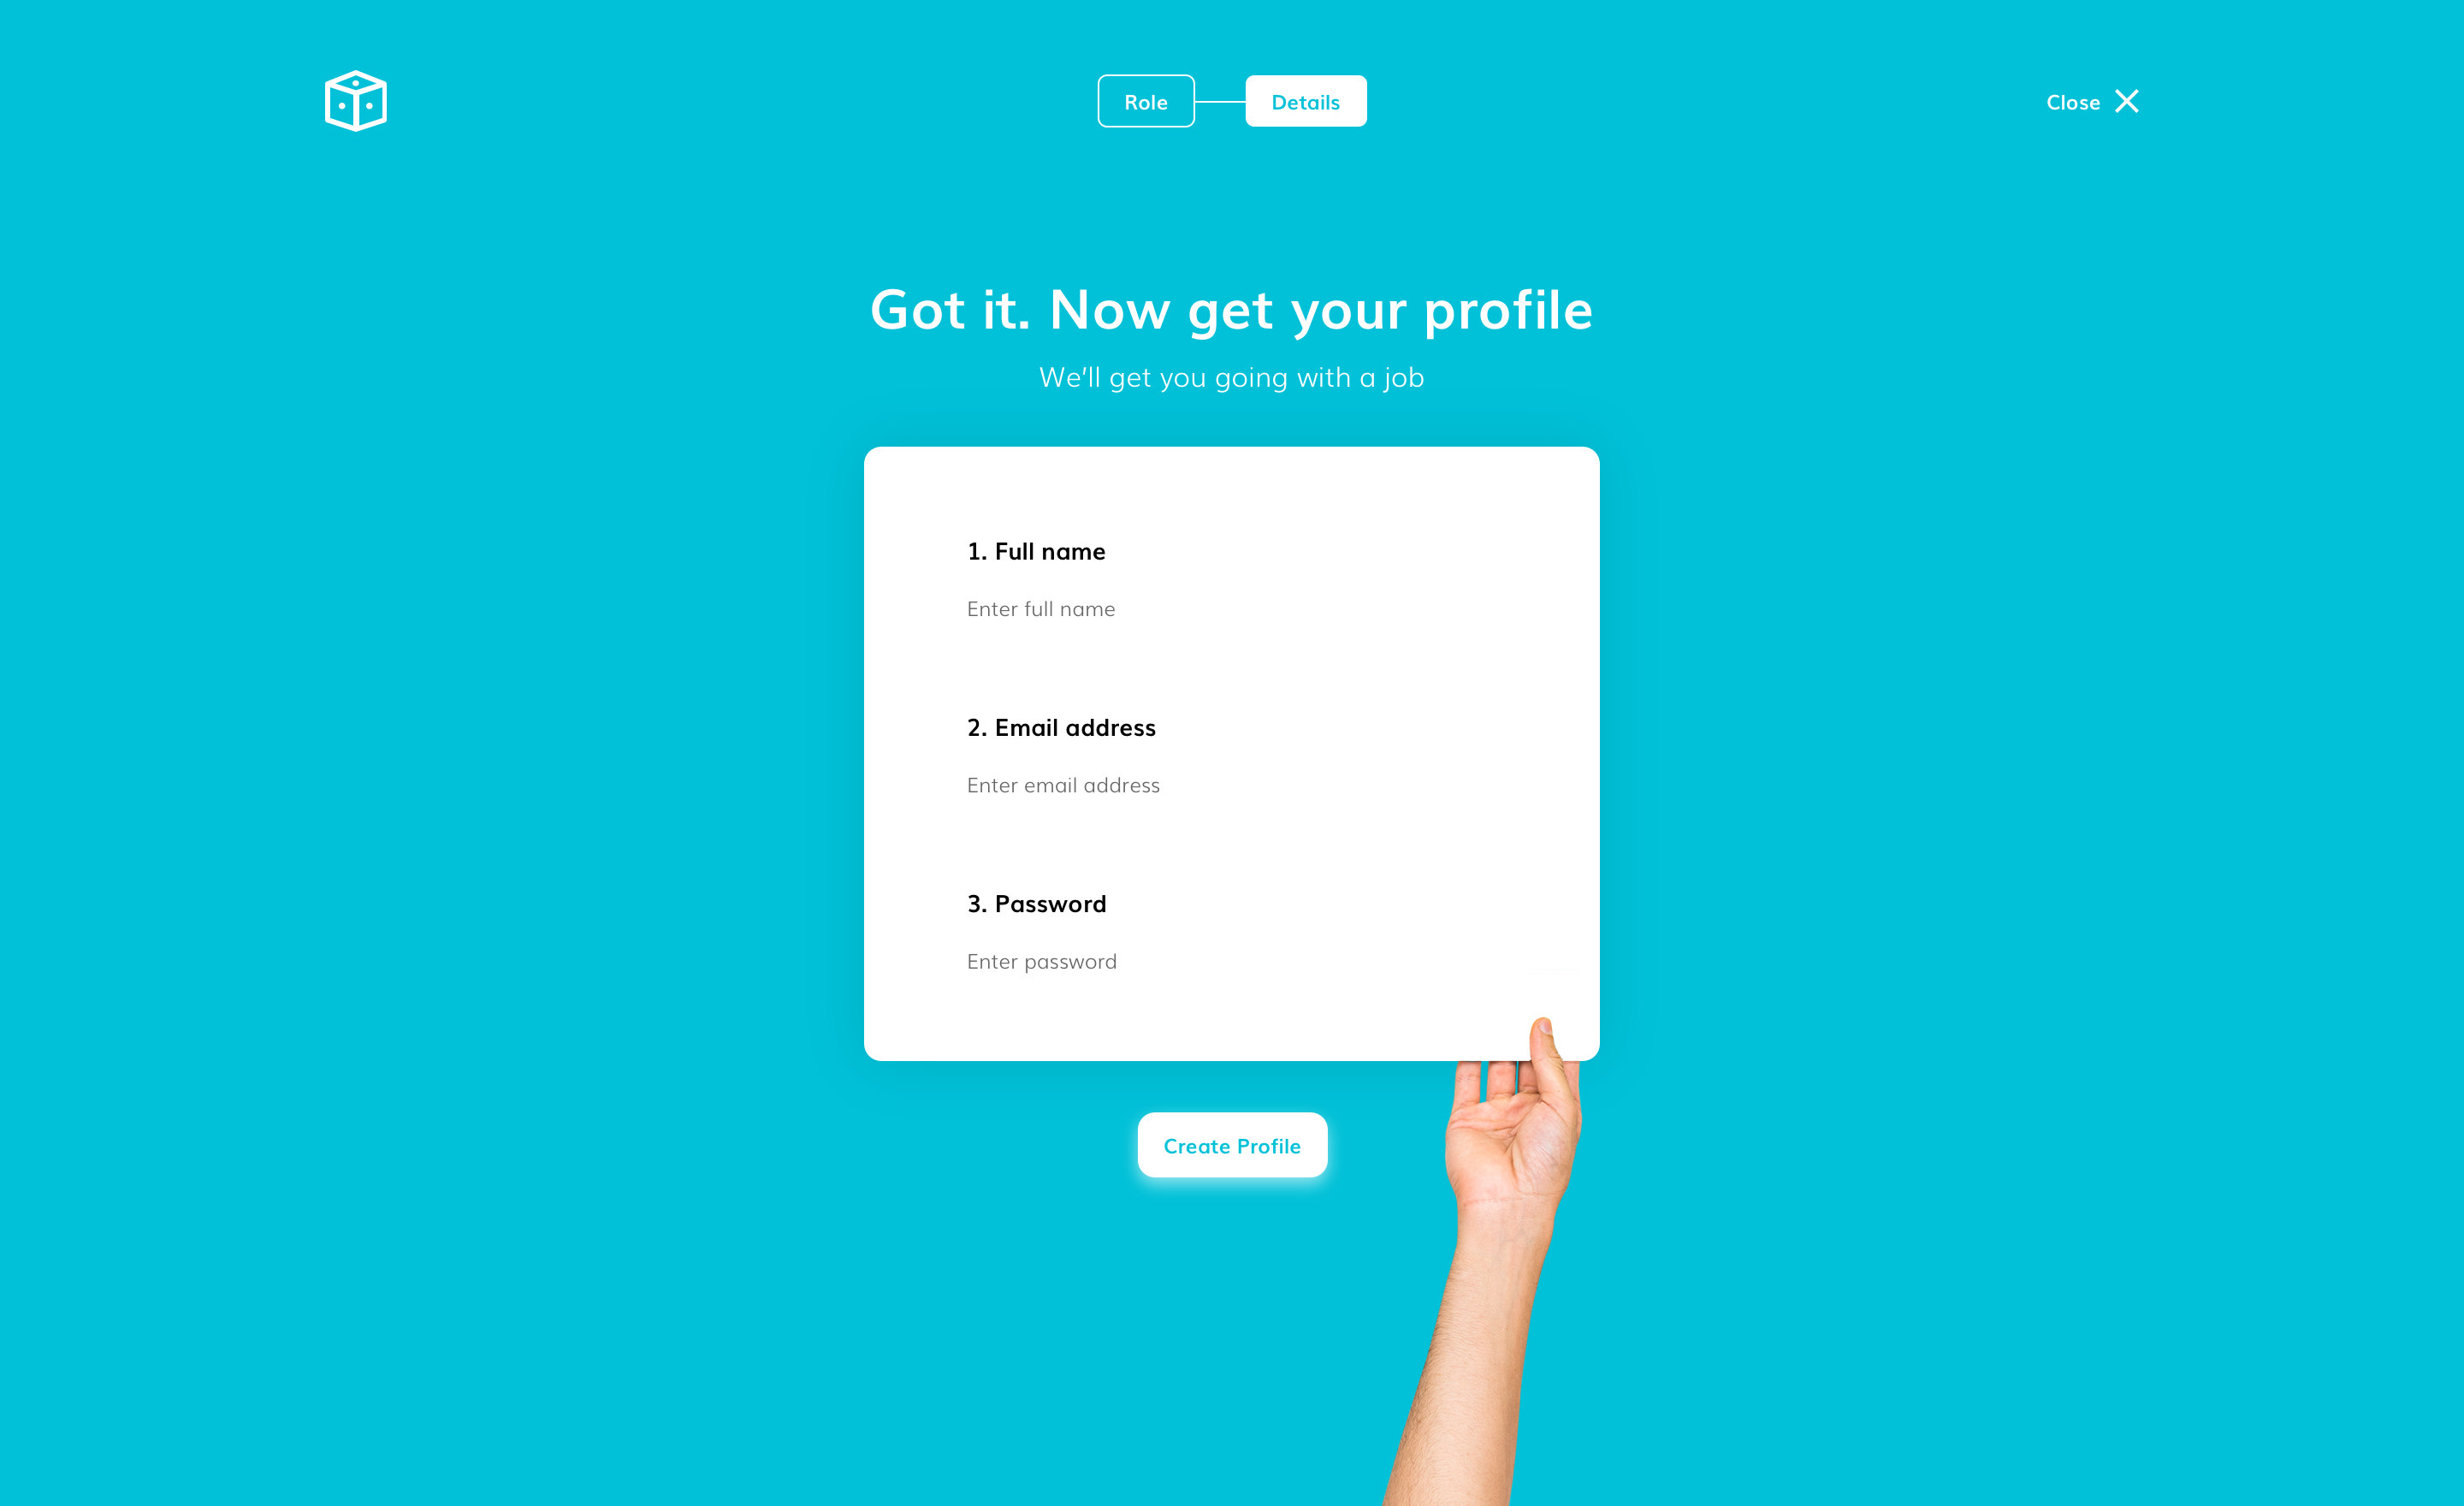 Role
Details
Close
Got it. Now get your profile
We'll get you going with a job
1. Full name
Enter full name
2. Email address
Enter email address
3. Password
Enter password
Create Profile